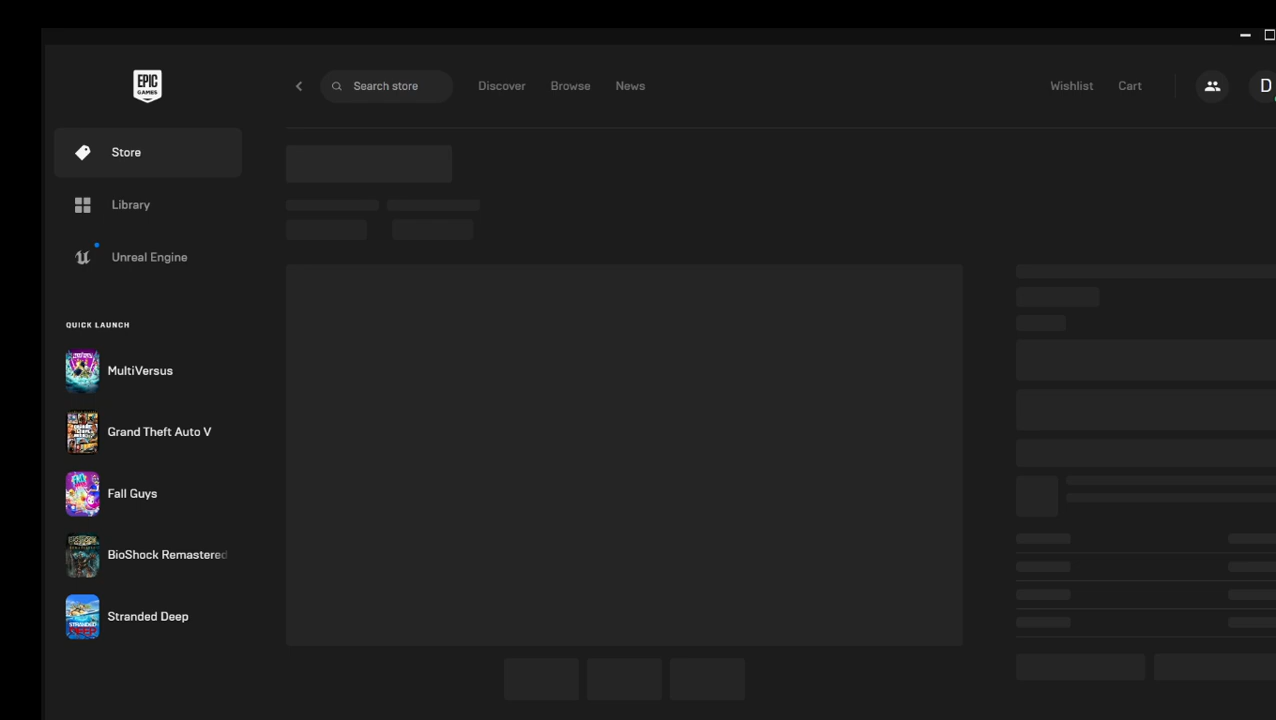 EPIC
GAMES
Search store
Discover
Browse
News
Wishlist
Cart
D
Store
Library
Unreal Engine
QUICK LAUNCH
MultiVersus
Grand Theft Auto V
Fall Guys
BioShock Remastered
Stranded Deep